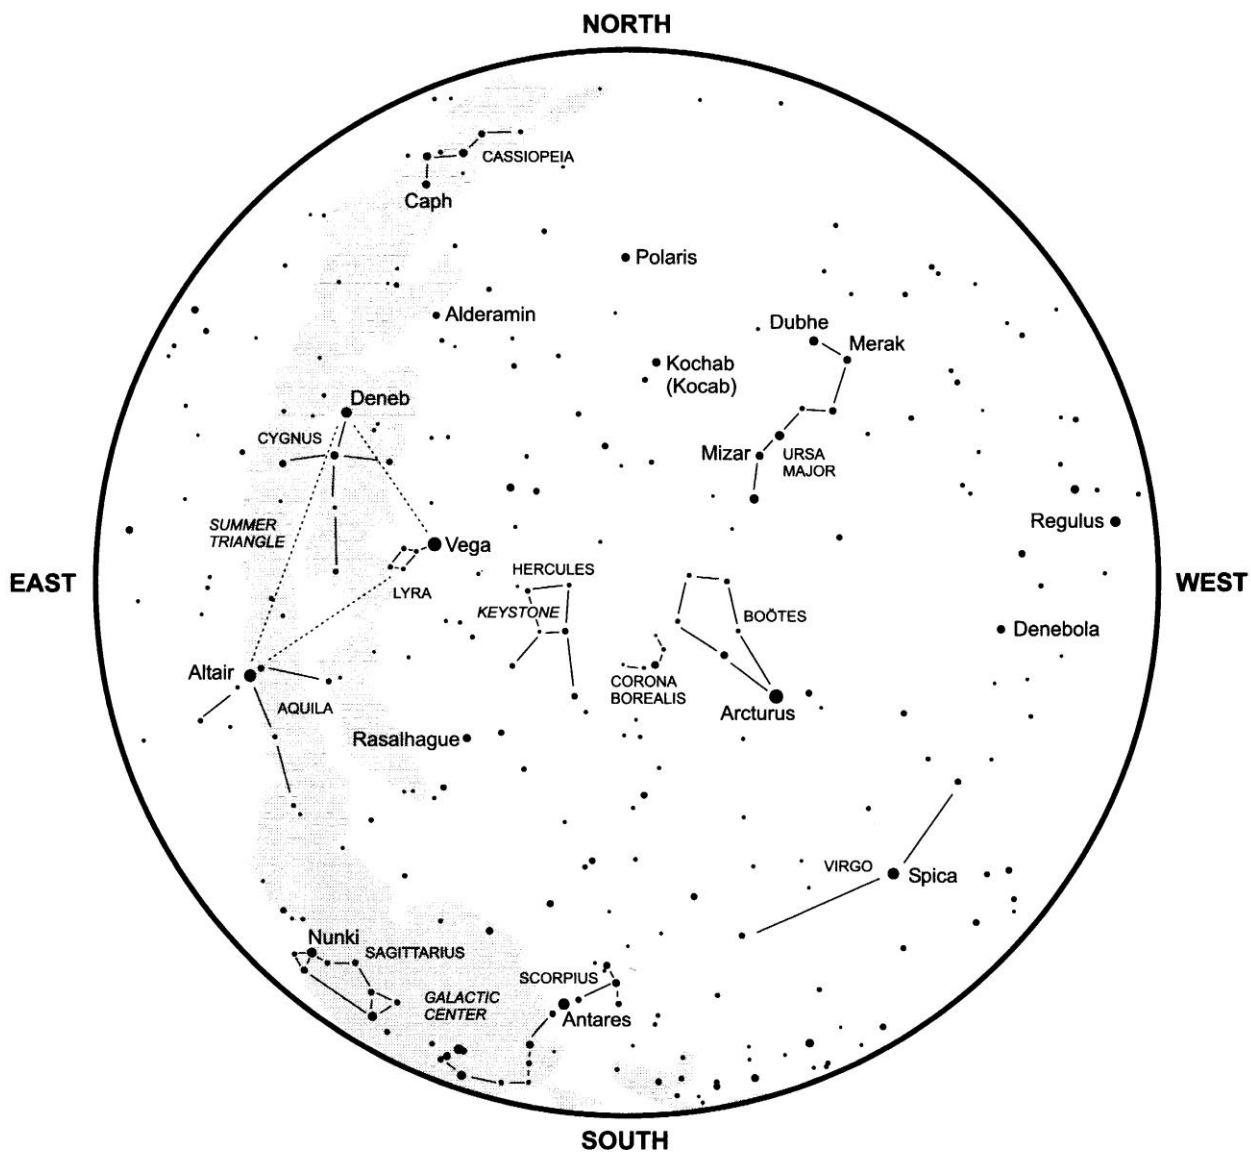 NORTH
CASSIOPEIA
Caph
Polaris
Alderamin
Dubhe
Merak
Kochab
(Kocab)
Deneb
CYGNUS
Mizar
URSA
MAJOR
SUMMER
TRIANGLE
Regulus
Vega
EAST
WEST
HERCULES
LYRA
KEYSTONE
BOÖTES
Denebola
Altair
CORONA
BOREALIS
AQUILA
Arcturus
Rasalhague
VIRGO
Spica
Nunki
SAGITTARIUS
SCORPIUS
GALACTIC
CENTER
Antares
SOUTH